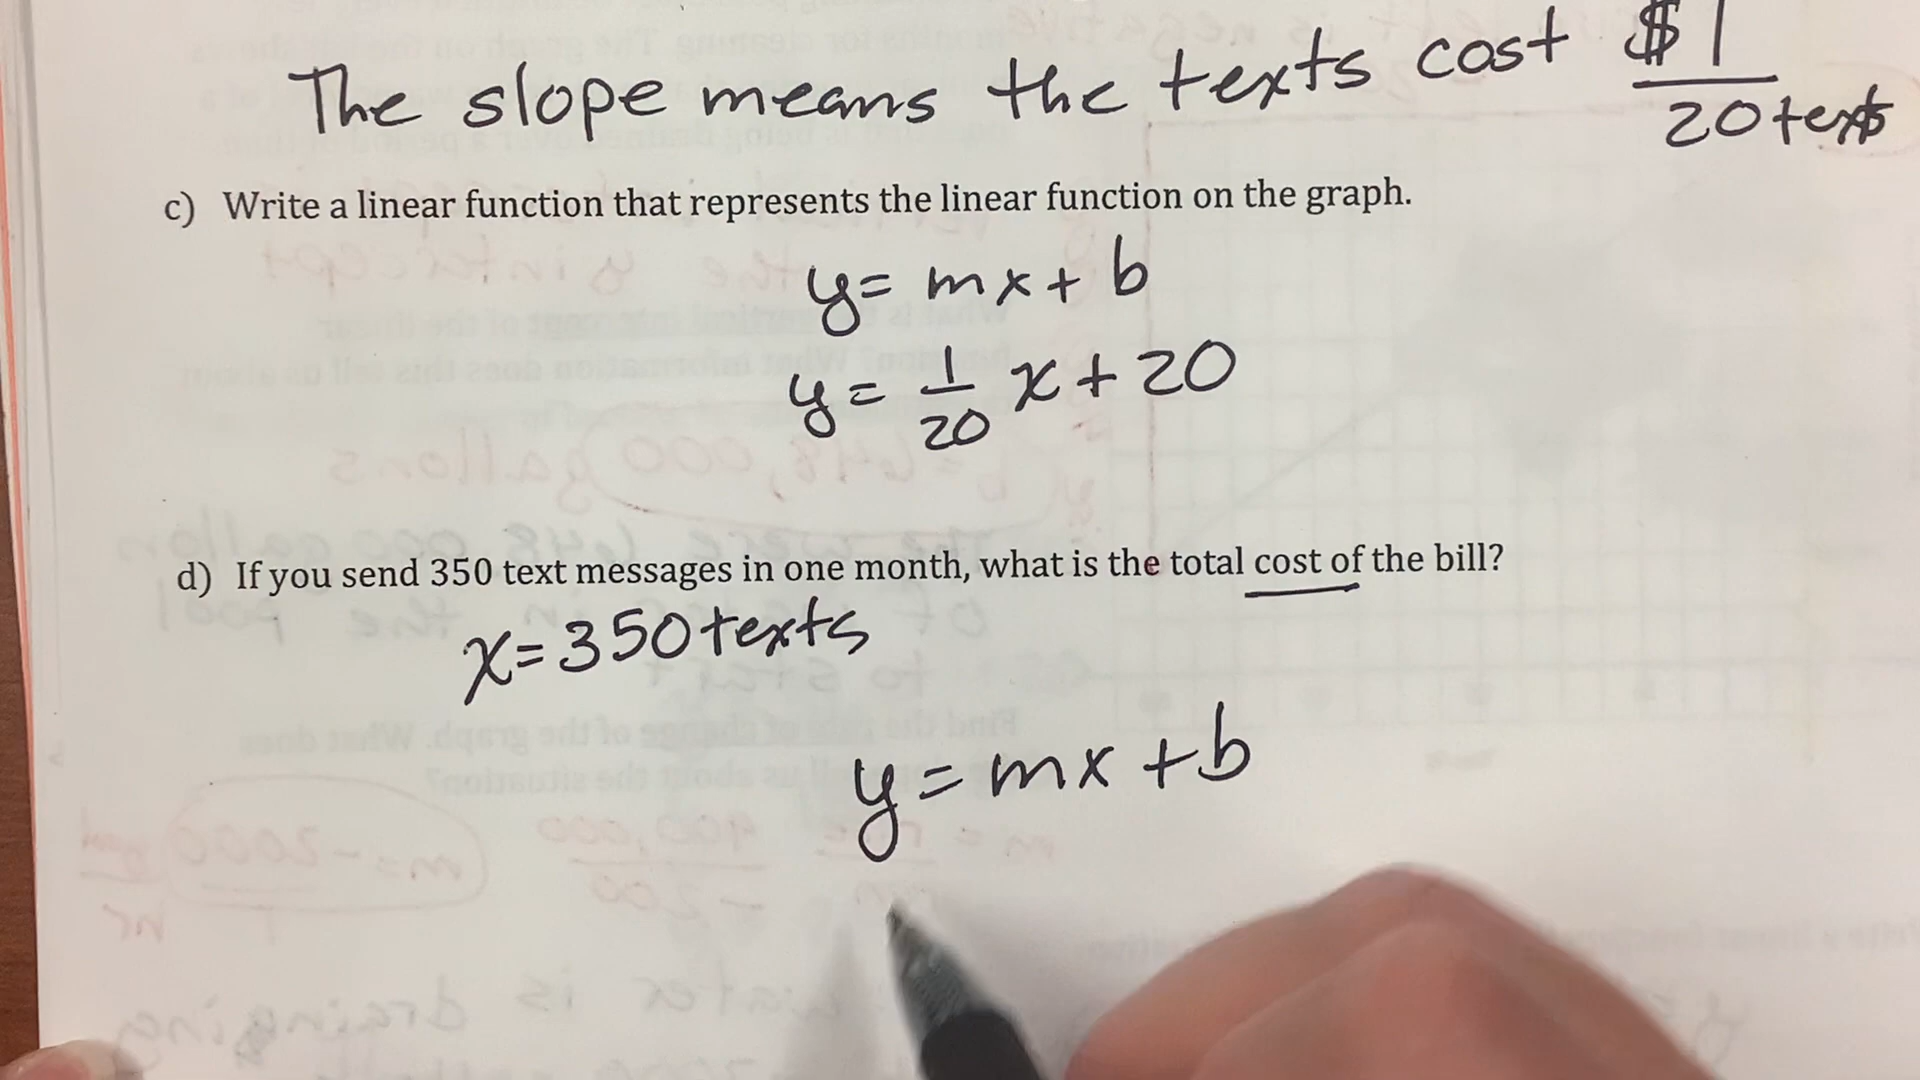 The slope means the texts cost $1
20 texts
c) Write a linear function that represents the linear function on the graph.
y = mx + b
y = 1/20 x + 20
d) If you send 350 text messages in one month, what is the total cost of the bill?
x = 350 texts
y = mx + b